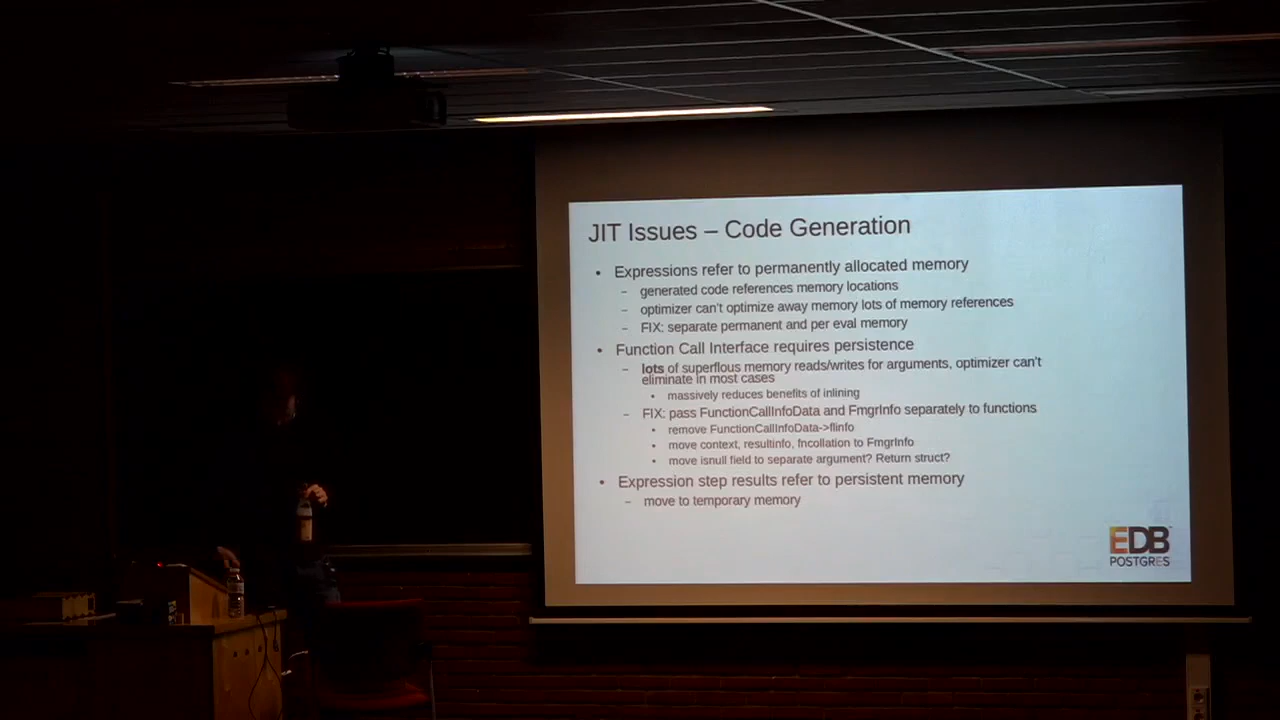 JIT Issues – Code Generation
• Expressions refer to permanently allocated memory
– generated code references memory locations
– optimizer can't optimize away memory lots of memory references
– FIX: separate permanent and per eval memory
• Function Call Interface requires persistence
– lots of superflous memory reads/writes for arguments, optimizer can't
eliminate in most cases
• massively reduces benefits of inlining
– FIX: pass FunctionCallInfoData and FmgrInfo separately to functions
• remove FunctionCallInfoData->flinfo
• move context, resultinfo, fncollation to FmgrInfo
• move isnull field to separate argument? Return struct?
• Expression step results refer to persistent memory
– move to temporary memory
EDB
POSTGRES